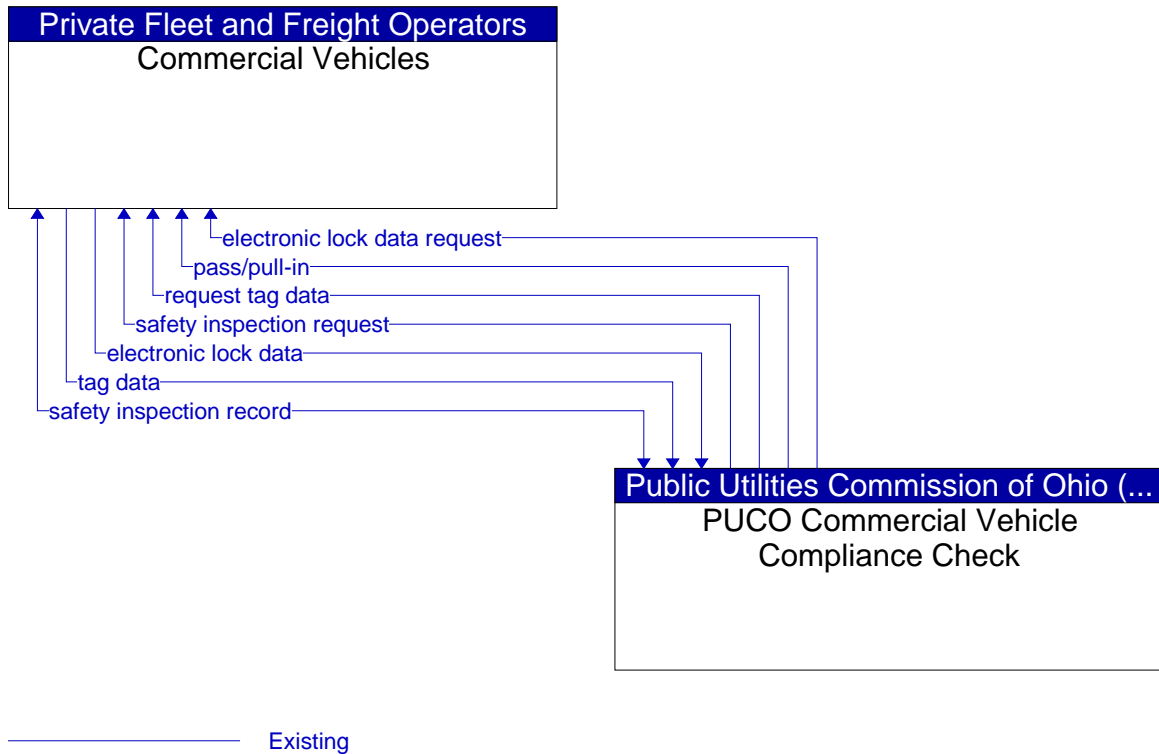 Private Fleet and Freight Operators
Commercial Vehicles
electronic lock data request
pass/pull-in
request tag data
safety inspection request
electronic lock data
tag data
safety inspection record
Public Utilities Commission of Ohio (...
PUCO Commercial Vehicle
Compliance Check
Existing